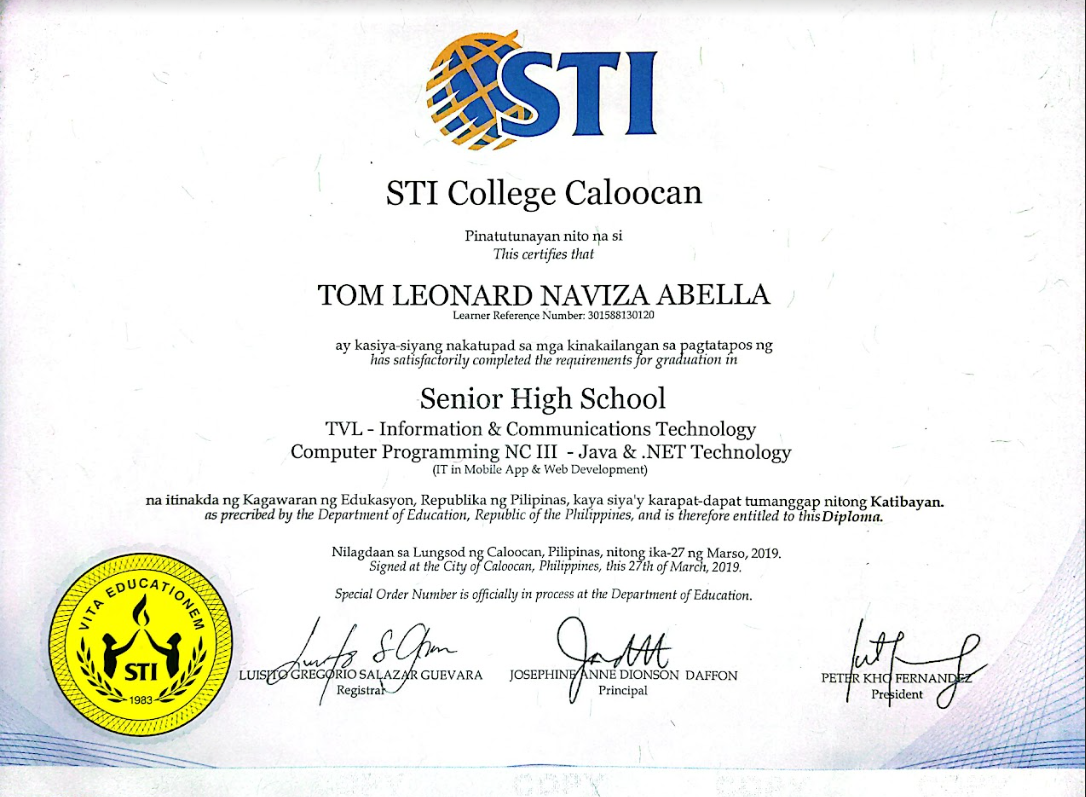 STI
STI College Caloocan
Pinatutunayan nito na si
This certifies that
TOM LEONARD NAVIZA ABELLA
Learner Reference Number: 301588130120
ay kasiya-siyang nakatupad sa mga kinakailangan sa pagtatapos ng
has satisfactorily completed the requirements for graduation in
Senior High School
TVL - Information & Communications Technology
Computer Programming NC III - Java & .NET Technology
(IT in Mobile App & Web Development)
na itinakda ng Kagawaran ng Edukasyon, Republika ng Pilipinas, kaya siya'y karapat-dapat tumanggap nitong Katibayan.
as precribed by the Department of Education, Republic of the Philippines, and is therefore entitled to this Diploma.
Nilagdaan sa Lungsod ng Caloocan, Pilipinas, nitong ika-27 ng Marso, 2019.
Signed at the City of Caloocan, Philippines, this 27th of March, 2019.
Special Order Number is officially in process at the Department of Education.
VITA EDUCATIONEM
STI
1983
LUISITO GREGORIO SALAZAR GUEVARA
Registrar
JOSEPHINE ANNE DIONSON DAFFON
Principal
PETER KHO FERNANDEZ
President
COPY COPY